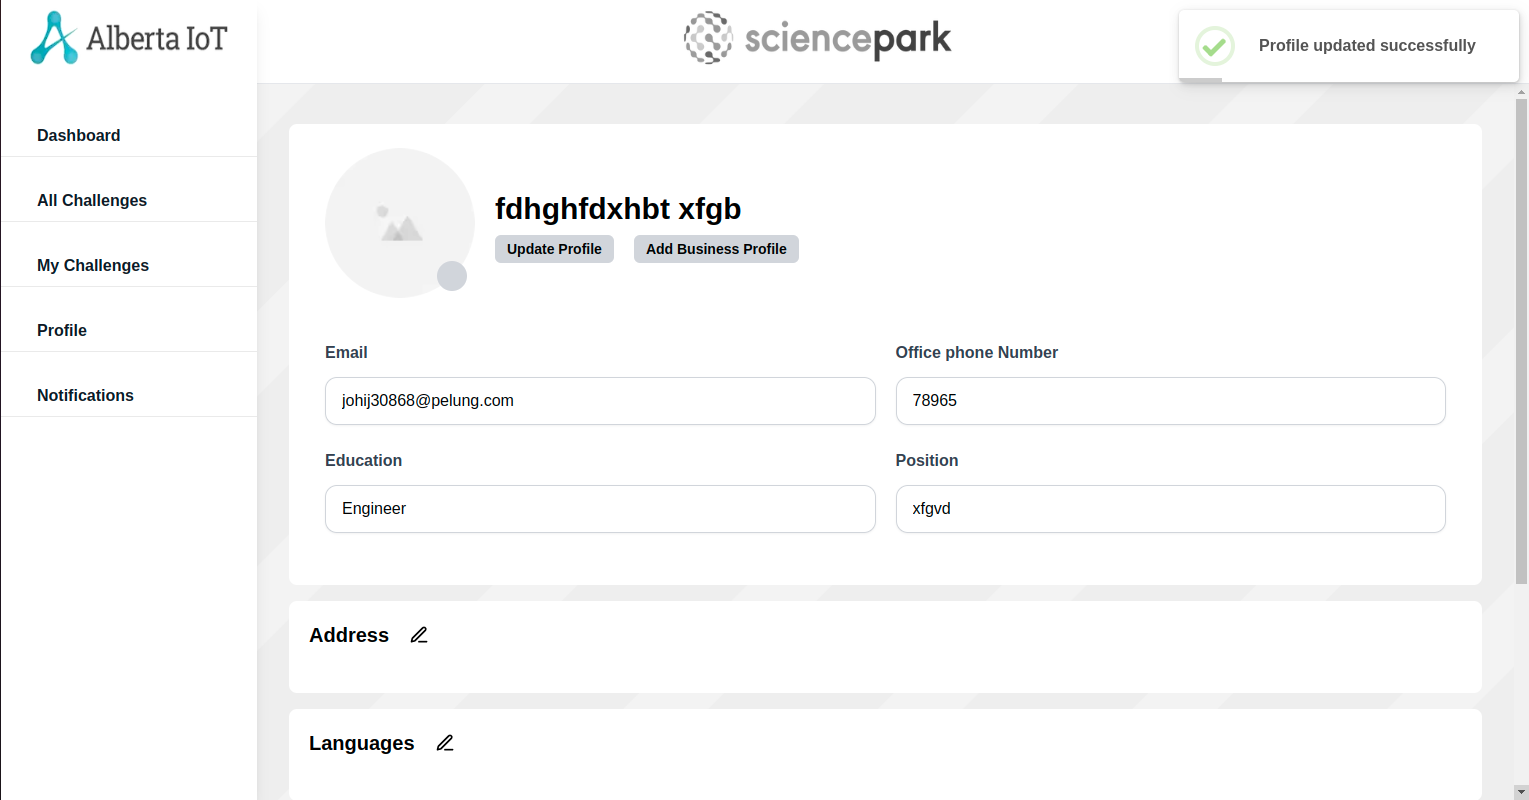 Alberta IoT
sciencepark
Profile updated successfully
Dashboard
All Challenges
My Challenges
Profile
Notifications
fdhghfdxhbt xfgb
Update Profile
Add Business Profile
Email
Office phone Number
johij30868@pelung.com
78965
Education
Position
Engineer
xfgvd
Address
Languages